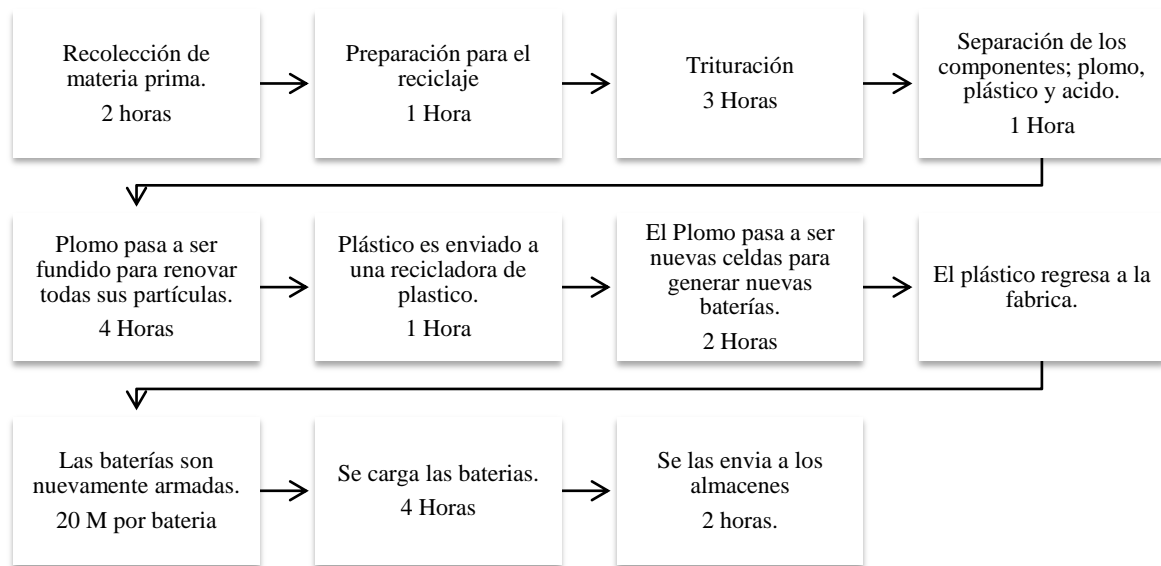 Recolección de
materia prima.
2 horas
Preparación para el
reciclaje
1 Hora
Trituración
3 Horas
Separación de los
componentes; plomo,
plástico y acido.
1 Hora
Plomo pasa a ser
fundido para renovar
todas sus partículas.
4 Horas
Plástico es enviado a
una recicladora de
plastico.
1 Hora
El Plomo pasa a ser
nuevas celdas para
generar nuevas
baterías.
2 Horas
El plástico regresa a la
fabrica.
Las baterías son
nuevamente armadas.
20 M por bateria
Se carga las baterias.
4 Horas
Se las envia a los
almacenes
2 horas.